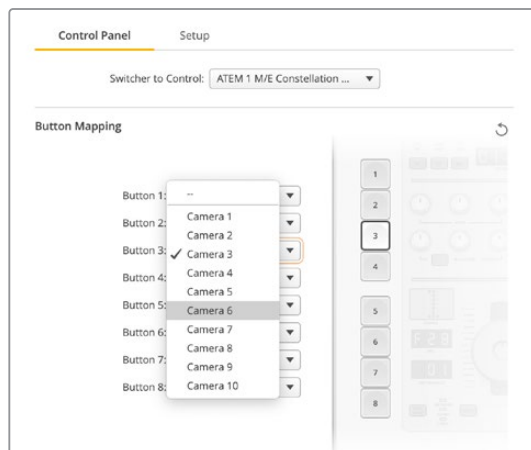 Control Panel Setup
Switcher to Control: ATEM 1 M/E Constellation ...
Button Mapping
Button 1:
Button 2:
Button 3:
Button 4:
Button 5:
Button 6:
Button 7:
Button 8:
--
Camera 1
Camera 2
Camera 3
Camera 4
Camera 5
Camera 6
Camera 7
Camera 8
Camera 9
Camera 10
1
2
3
4
5
6
7
8